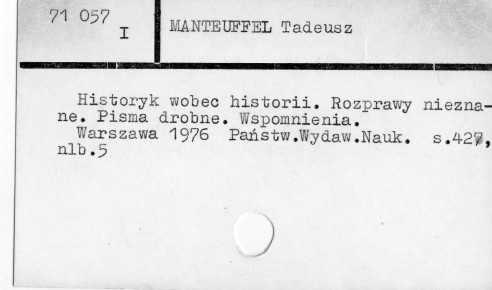 71 057
I
MANTEUFFEL Tadeusz
Historyk wobec historii. Rozprawy niezna-
ne. Pisma drobne. Wspomnienia.
Warszawa 1976 Państw.Wydaw.Nauk. s.427,
nlb.5